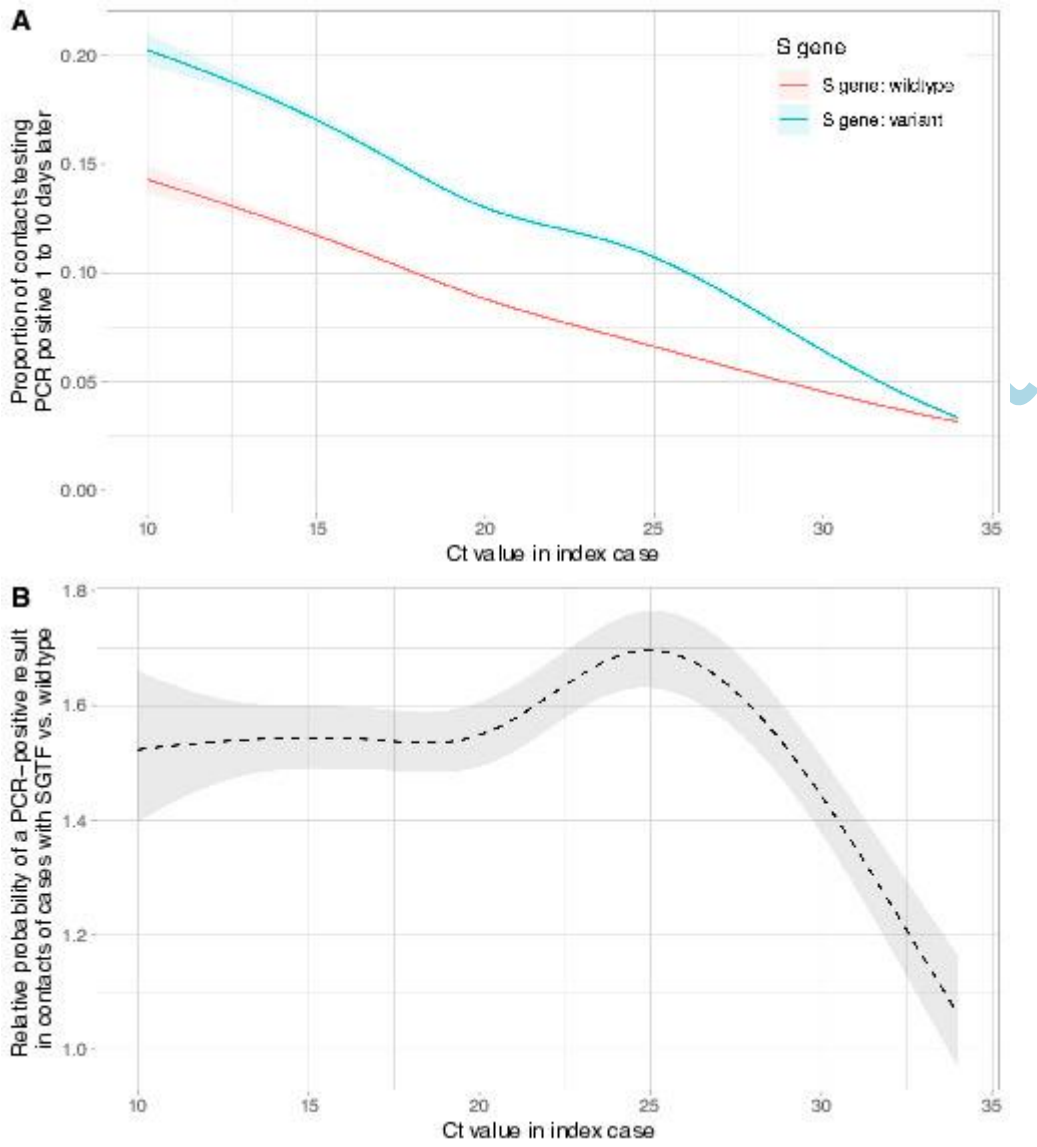 A
Proportion of contacts testing
PCR positive 1 to 10 days later
0.20
0.15
0.10
0.05
0.00
S gene
S gene: wildtype
S gene: variant
10 15 20 25 30 35
Ct value in index case
B
Relative probability of a PCR-positive result
in contacts of cases with SGTF vs. wildtype
1.8
1.6
1.4
1.2
1.0
10 15 20 25 30 35
Ct value in index case